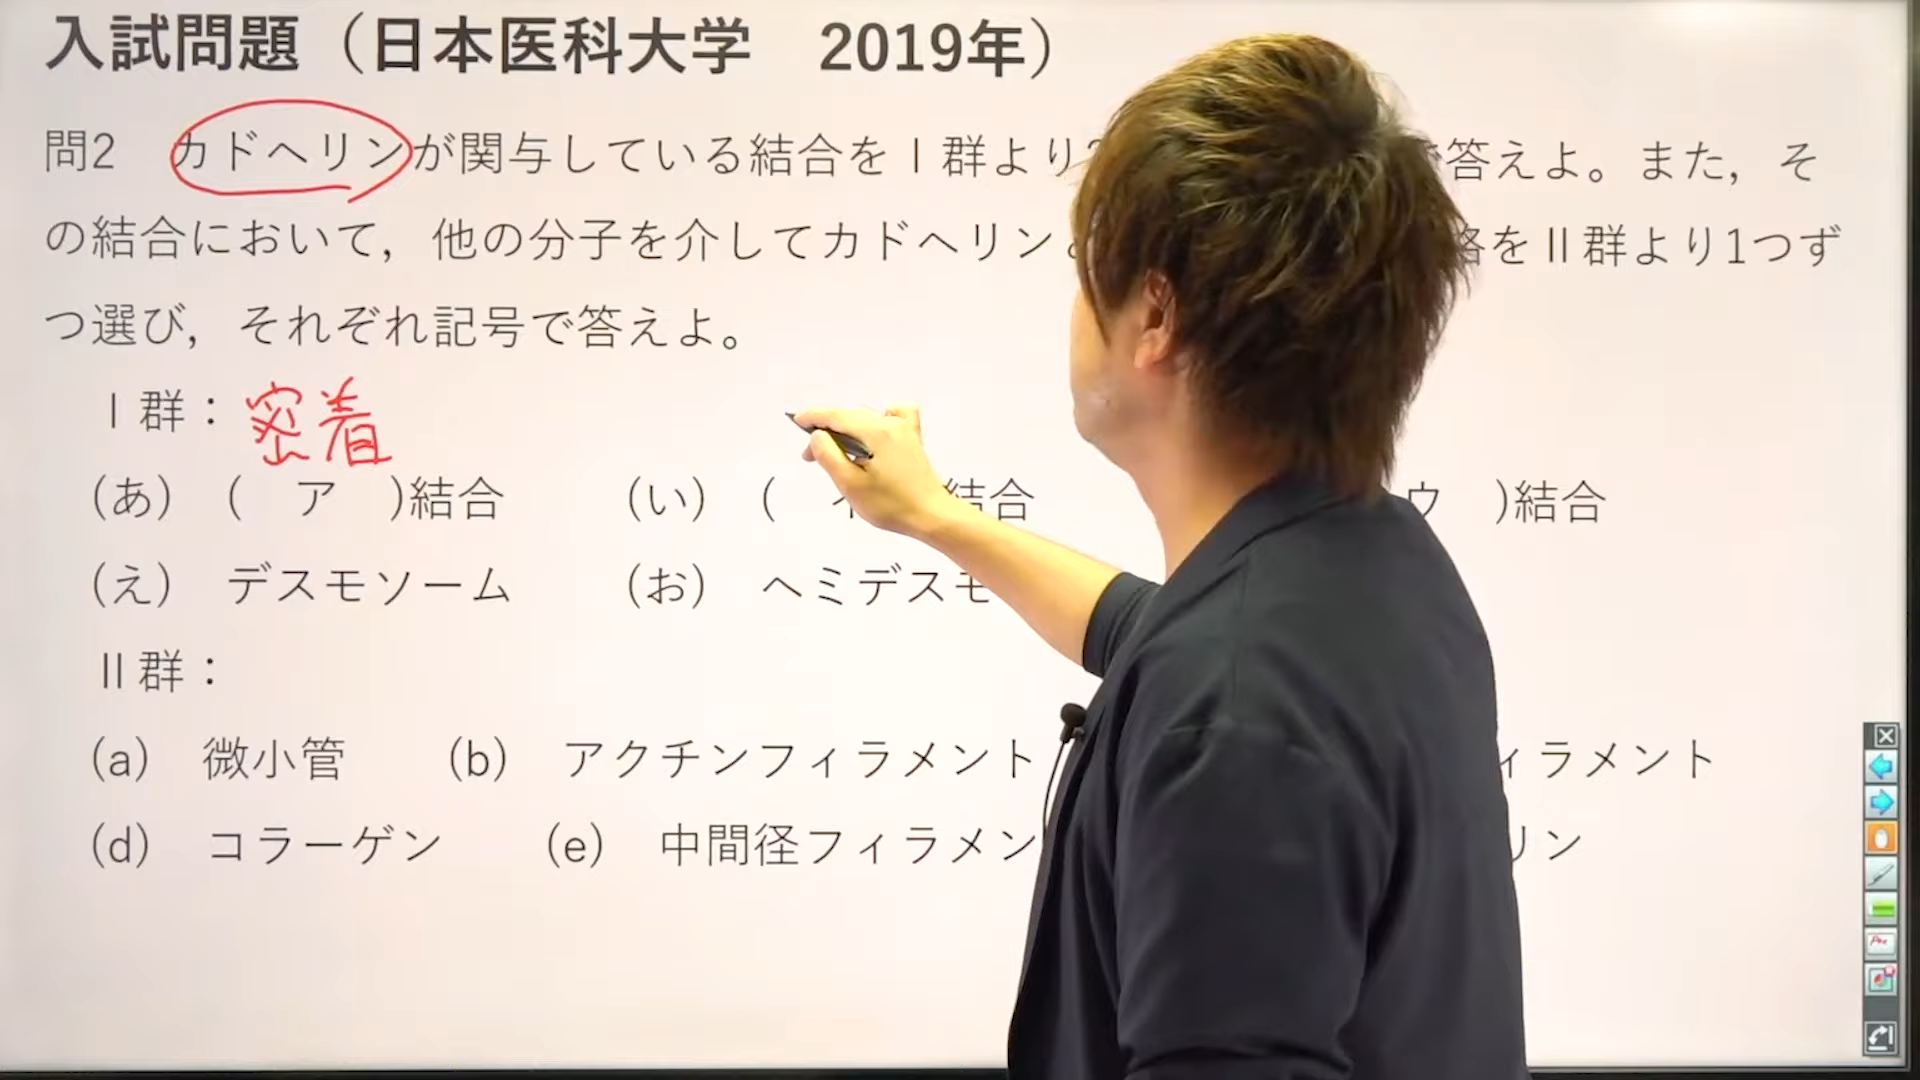 入試問題（日本医科大学　2019年）
問2　カドヘリンが関与している結合をⅠ群より 答えよ。また，そ
の結合において，他の分子を介してカドヘリン をⅡ群より1つず
つ選び，それぞれ記号で答えよ。
Ⅰ群：密着
(あ)　(　ア　)結合　(い)　( 結合 ウ　)結合
(え)　デスモソーム　(お)　ヘミデスモ
Ⅱ群：
(a)　微小管　(b)　アクチンフィラメント ィラメント
(d)　コラーゲン　(e)　中間径フィラメン リン